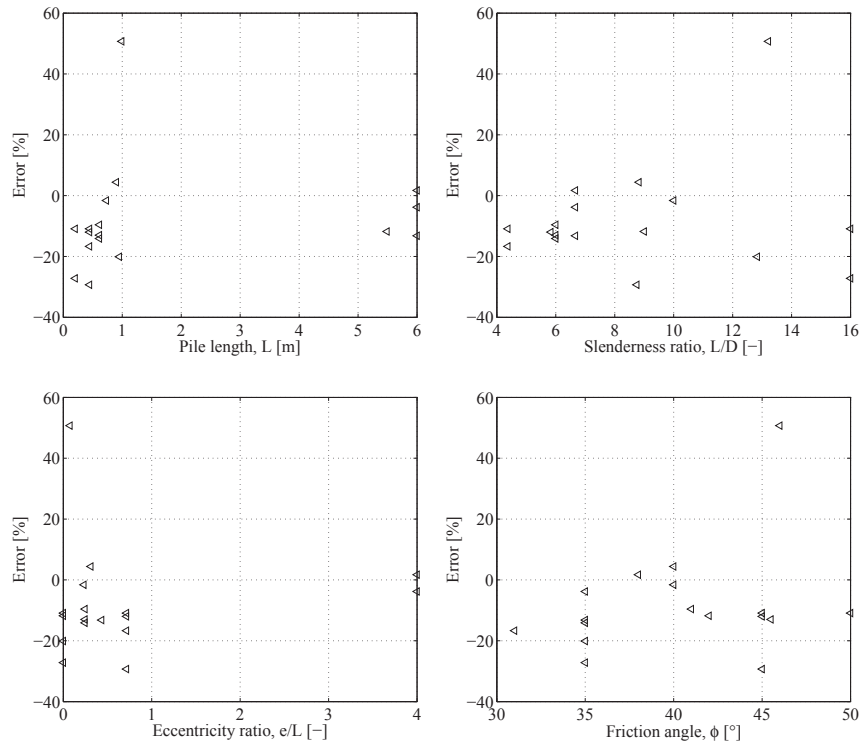 60
40
20
0
−20
−40
Error [%]
0 1 2 3 4 5 6
Pile length, L [m]
60
40
20
0
−20
−40
Error [%]
4 6 8 10 12 14 16
Slenderness ratio, L/D [−]
60
40
20
0
−20
−40
Error [%]
0 1 2 3 4
Eccentricity ratio, e/L [−]
60
40
20
0
−20
−40
Error [%]
30 35 40 45 50
Friction angle, ϕ [°]